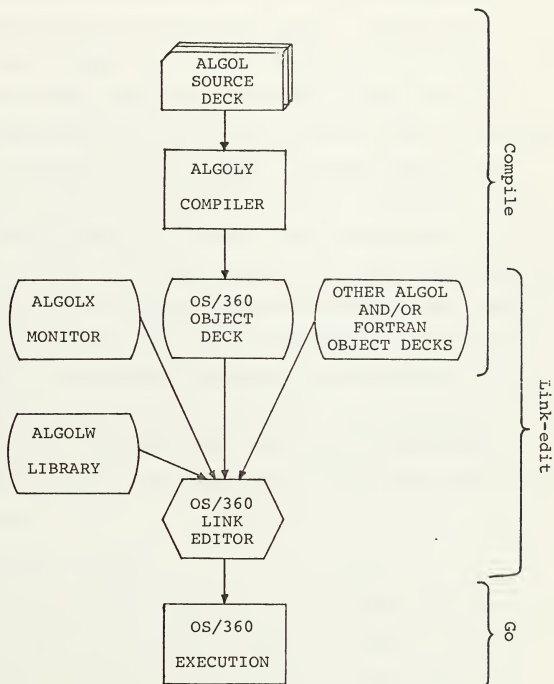 ALGOL
SOURCE
DECK
Compile
ALGOLY
COMPILER
ALGOLX
MONITOR
OS/360
OBJECT
DECK
OTHER ALGOL
AND/OR
FORTRAN
OBJECT DECKS
Link-edit
ALGOLW
LIBRARY
OS/360
LINK
EDITOR
Go
OS/360
EXECUTION